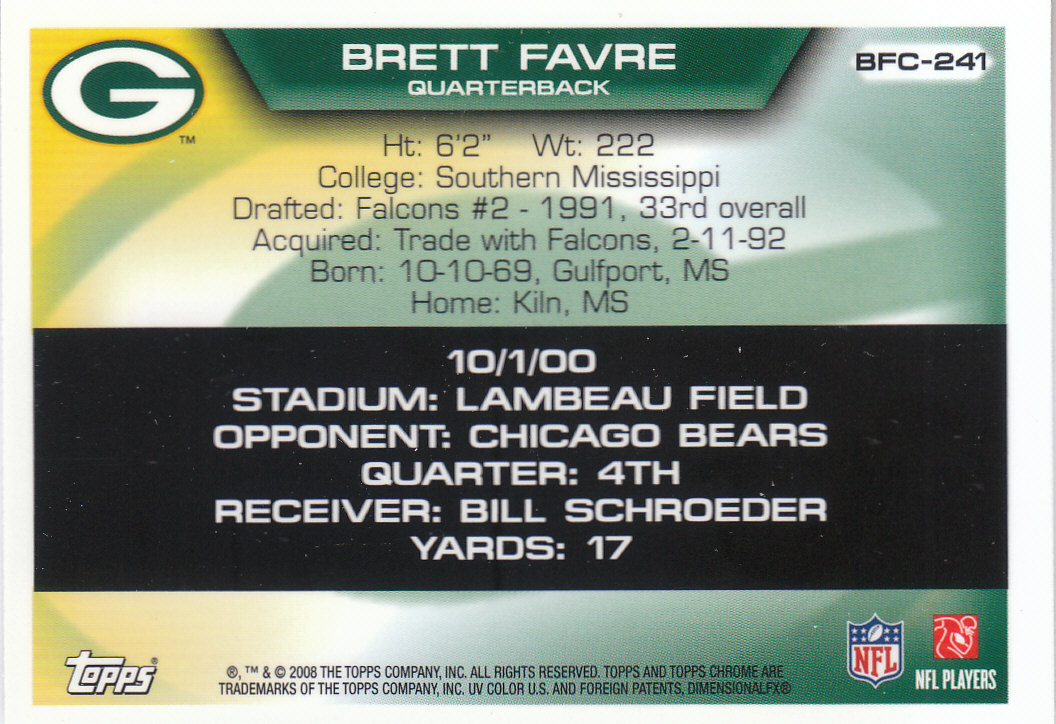 BRETT FAVRE
QUARTERBACK
BFC-241
G
TM
Ht: 6'2" Wt: 222
College: Southern Mississippi
Drafted: Falcons #2 - 1991, 33rd overall
Acquired: Trade with Falcons, 2-11-92
Born: 10-10-69, Gulfport, MS
Home: Kiln, MS
10/1/00
STADIUM: LAMBEAU FIELD
OPPONENT: CHICAGO BEARS
QUARTER: 4TH
RECEIVER: BILL SCHROEDER
YARDS: 17
topps®
®, ™ & © 2008 THE TOPPS COMPANY, INC. ALL RIGHTS RESERVED. TOPPS AND TOPPS CHROME ARE
TRADEMARKS OF THE TOPPS COMPANY, INC. UV COLOR U.S. AND FOREIGN PATENTS, DIMENSIONALFX®
NFL
NFL PLAYERS